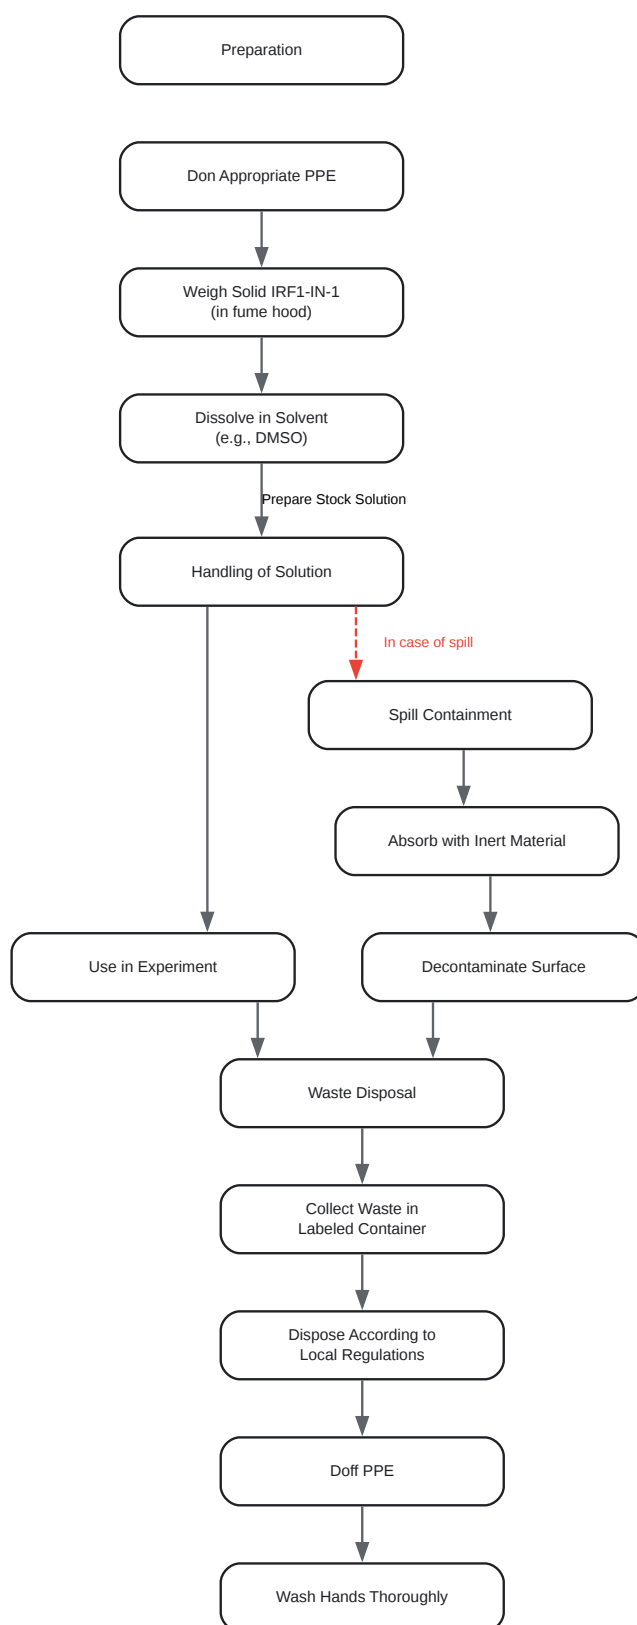 Preparation
Don Appropriate PPE
Weigh Solid IRF1-IN-1
(in fume hood)
Dissolve in Solvent
(e.g., DMSO)
Prepare Stock Solution
Handling of Solution
In case of spill
Spill Containment
Absorb with Inert Material
Use in Experiment
Decontaminate Surface
Waste Disposal
Collect Waste in
Labeled Container
Dispose According to
Local Regulations
Doff PPE
Wash Hands Thoroughly